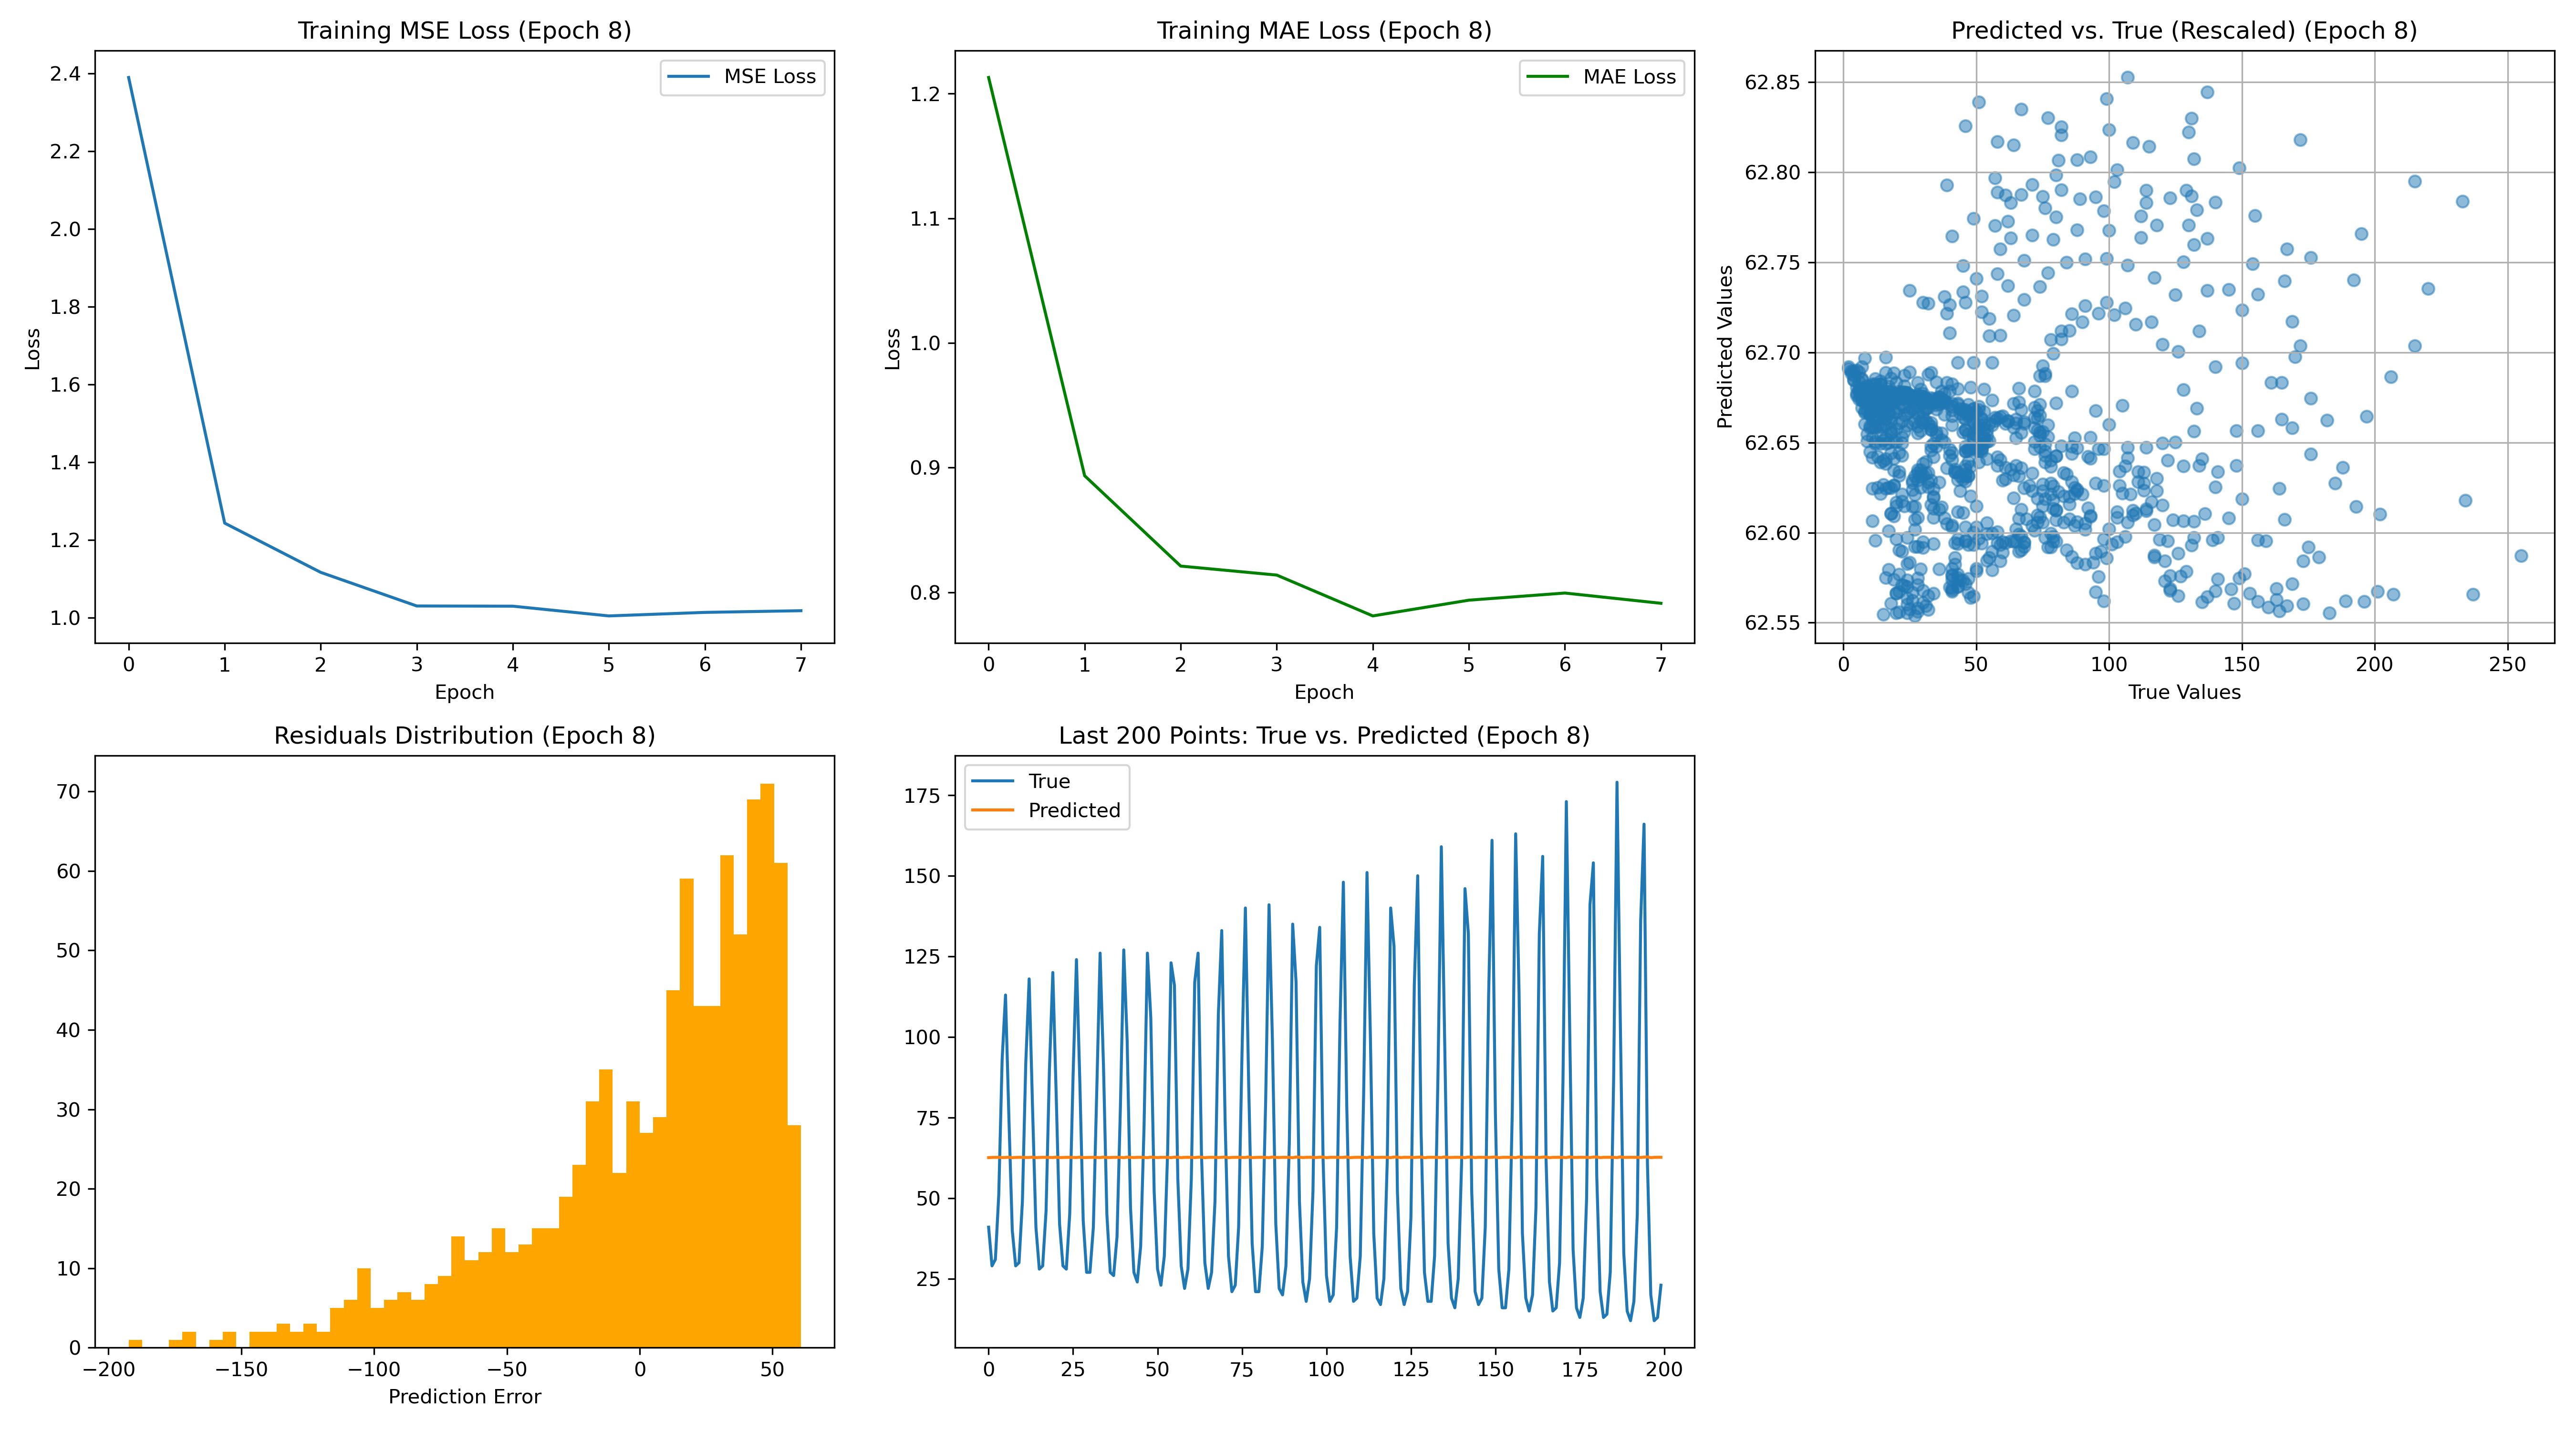 Training MSE Loss (Epoch 8)
MSE Loss
2.4
2.2
2.0
1.8
1.6
1.4
1.2
1.0
Loss
0 1 2 3 4 5 6 7
Epoch
Training MAE Loss (Epoch 8)
MAE Loss
1.2
1.1
1.0
0.9
0.8
Loss
0 1 2 3 4 5 6 7
Epoch
Predicted vs. True (Rescaled) (Epoch 8)
62.85
62.80
62.75
62.70
62.65
62.60
62.55
Predicted Values
0 50 100 150 200 250
True Values
Residuals Distribution (Epoch 8)
70
60
50
40
30
20
10
0
−200 −150 −100 −50 0 50
Prediction Error
Last 200 Points: True vs. Predicted (Epoch 8)
True
Predicted
175
150
125
100
75
50
25
0 25 50 75 100 125 150 175 200